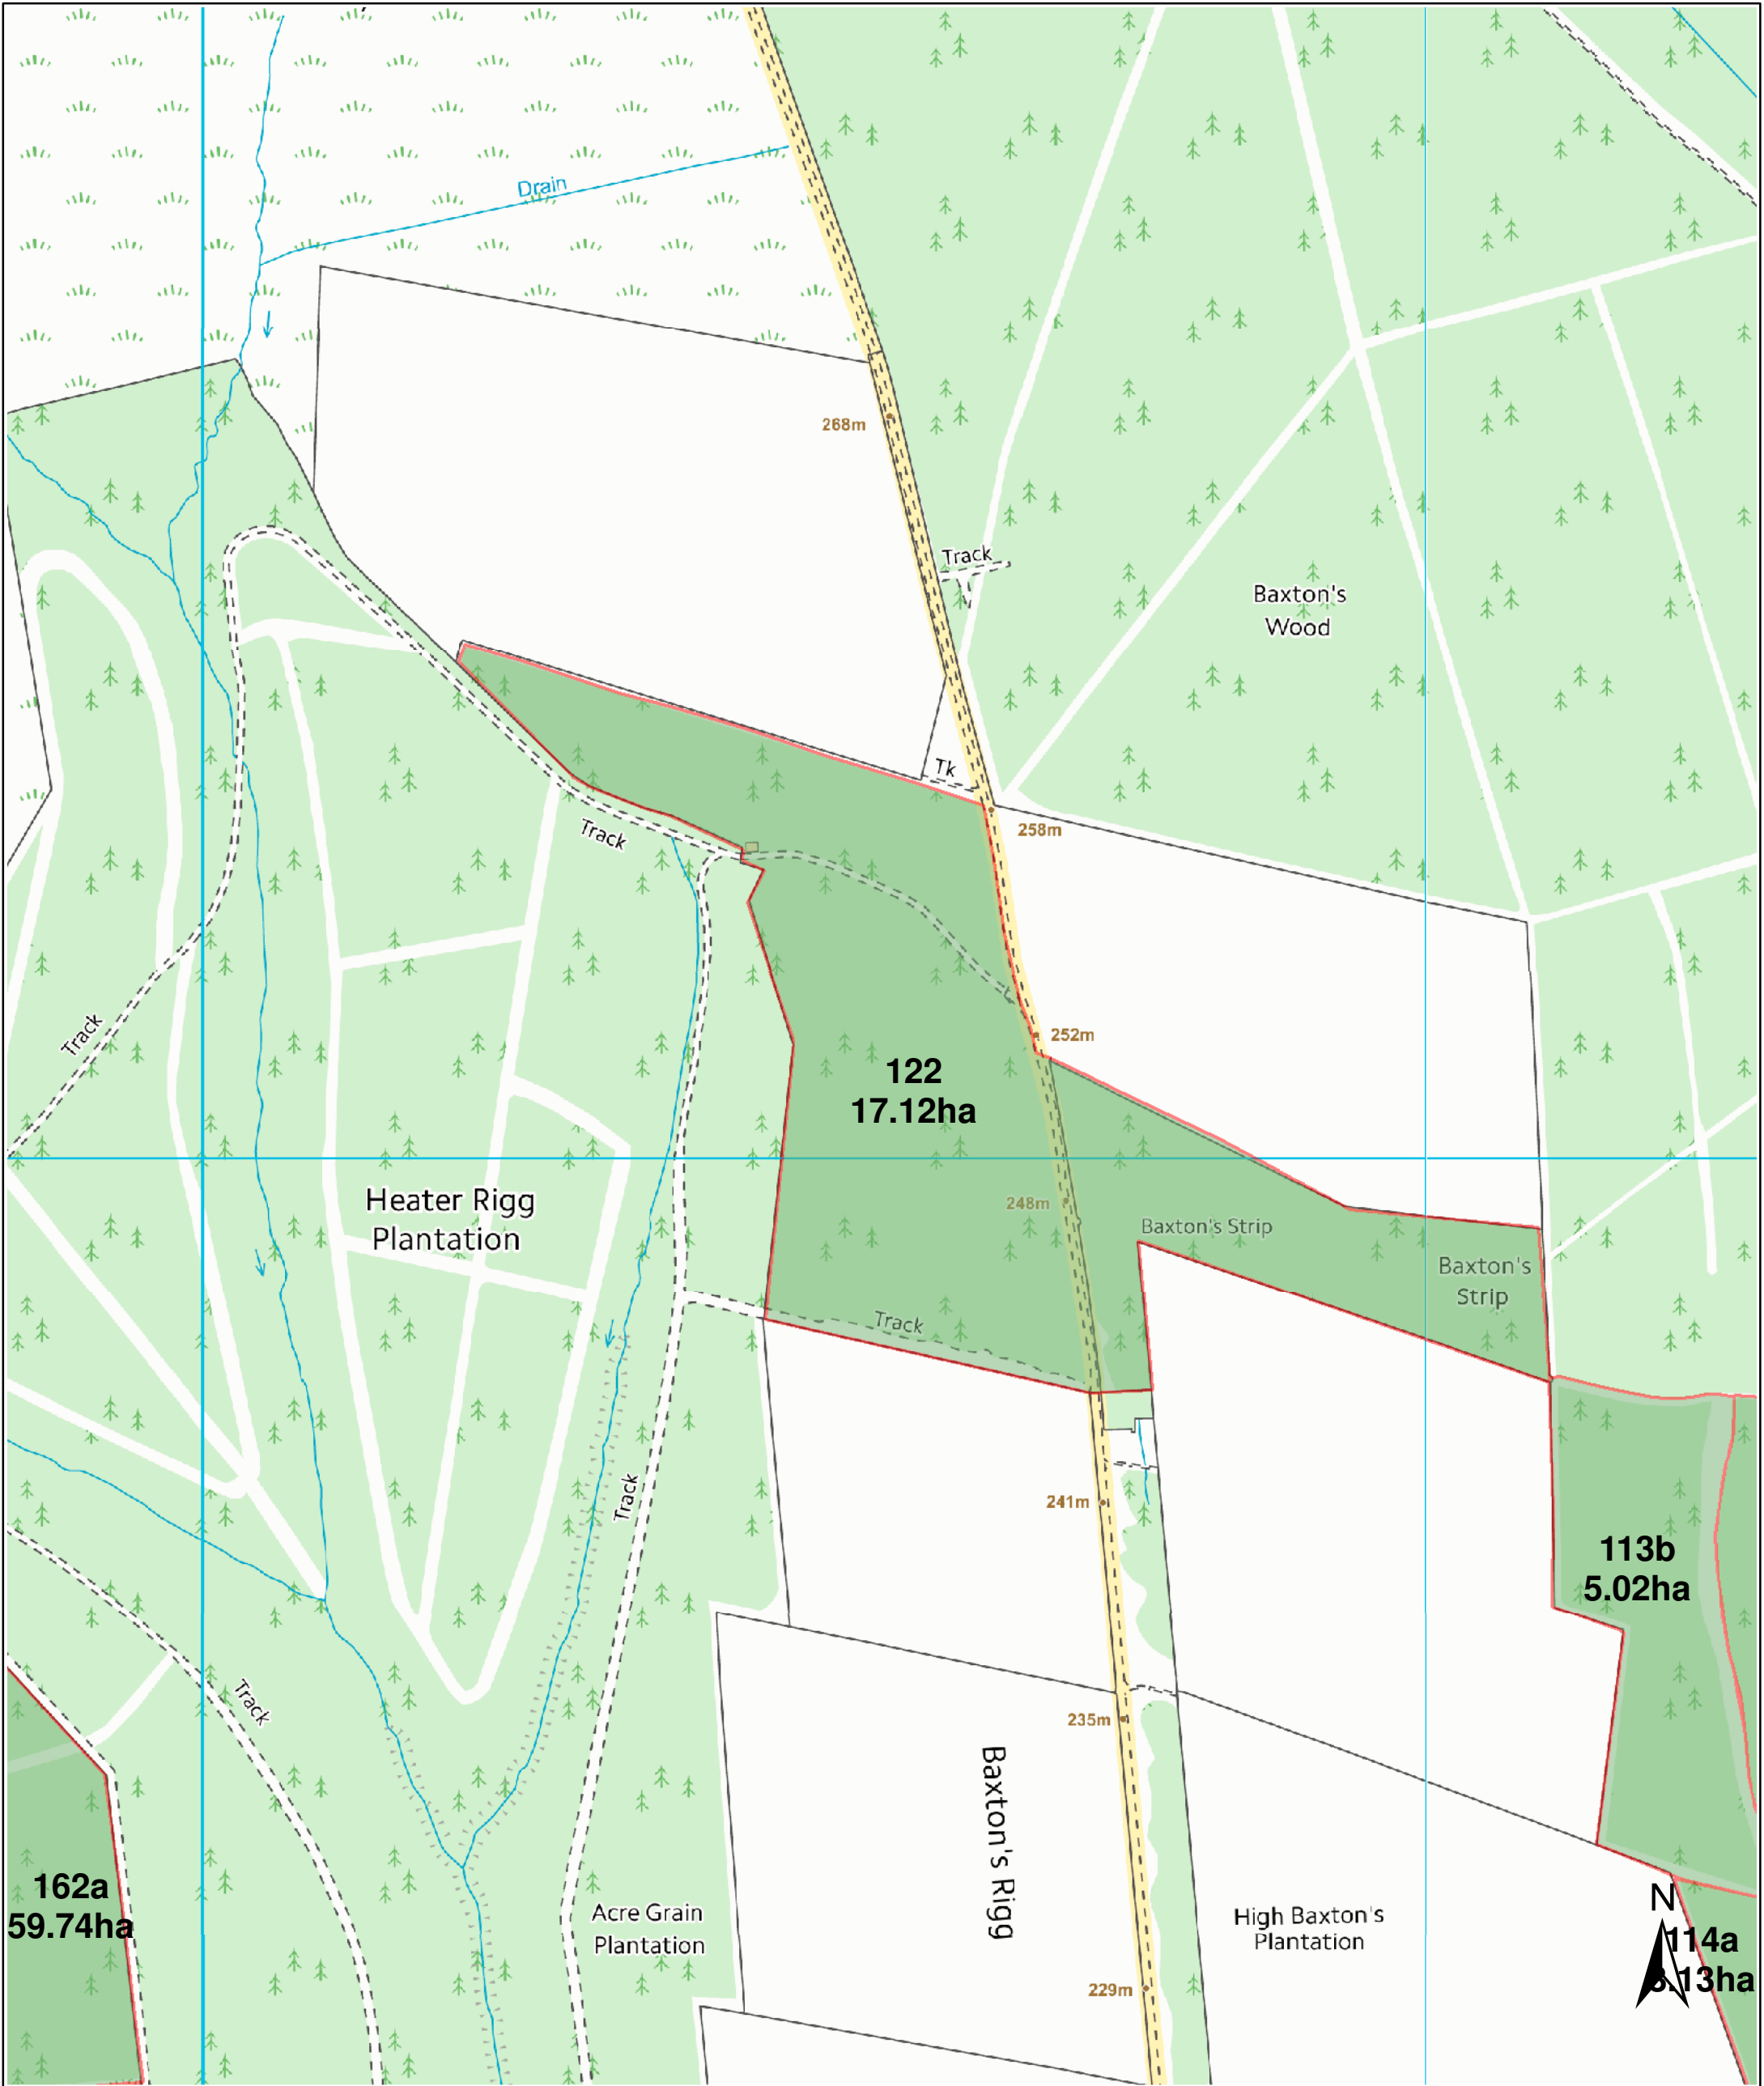 Drain
268m
Track
Baxton's
Wood
Tk
258m
Track
Track
252m
122
17.12ha
248m
Baxton's Strip
Heater Rigg
Plantation
Baxton's
Strip
Track
Track
241m
113b
5.02ha
Track
235m
Baxton's Rigg
162a
59.74ha
Acre Grain
Plantation
High Baxton's
Plantation
N
114a
.13ha
229m